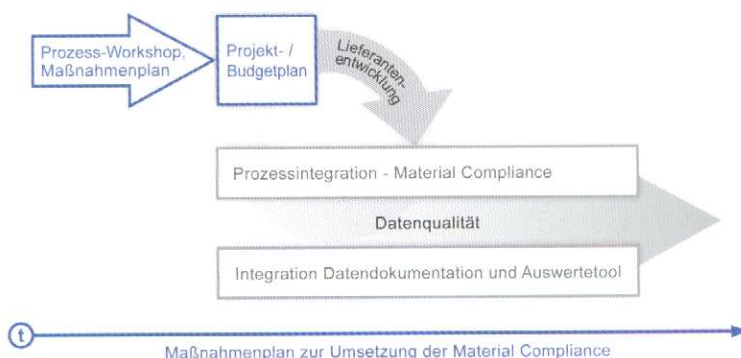 Prozess-Workshop,
Maßnahmenplan
Projekt- /
Budgetplan
Lieferanten-
entwicklung
Prozessintegration - Material Compliance
Datenqualität
Integration Datendokumentation und Auswertetool
t
Maßnahmenplan zur Umsetzung der Material Compliance